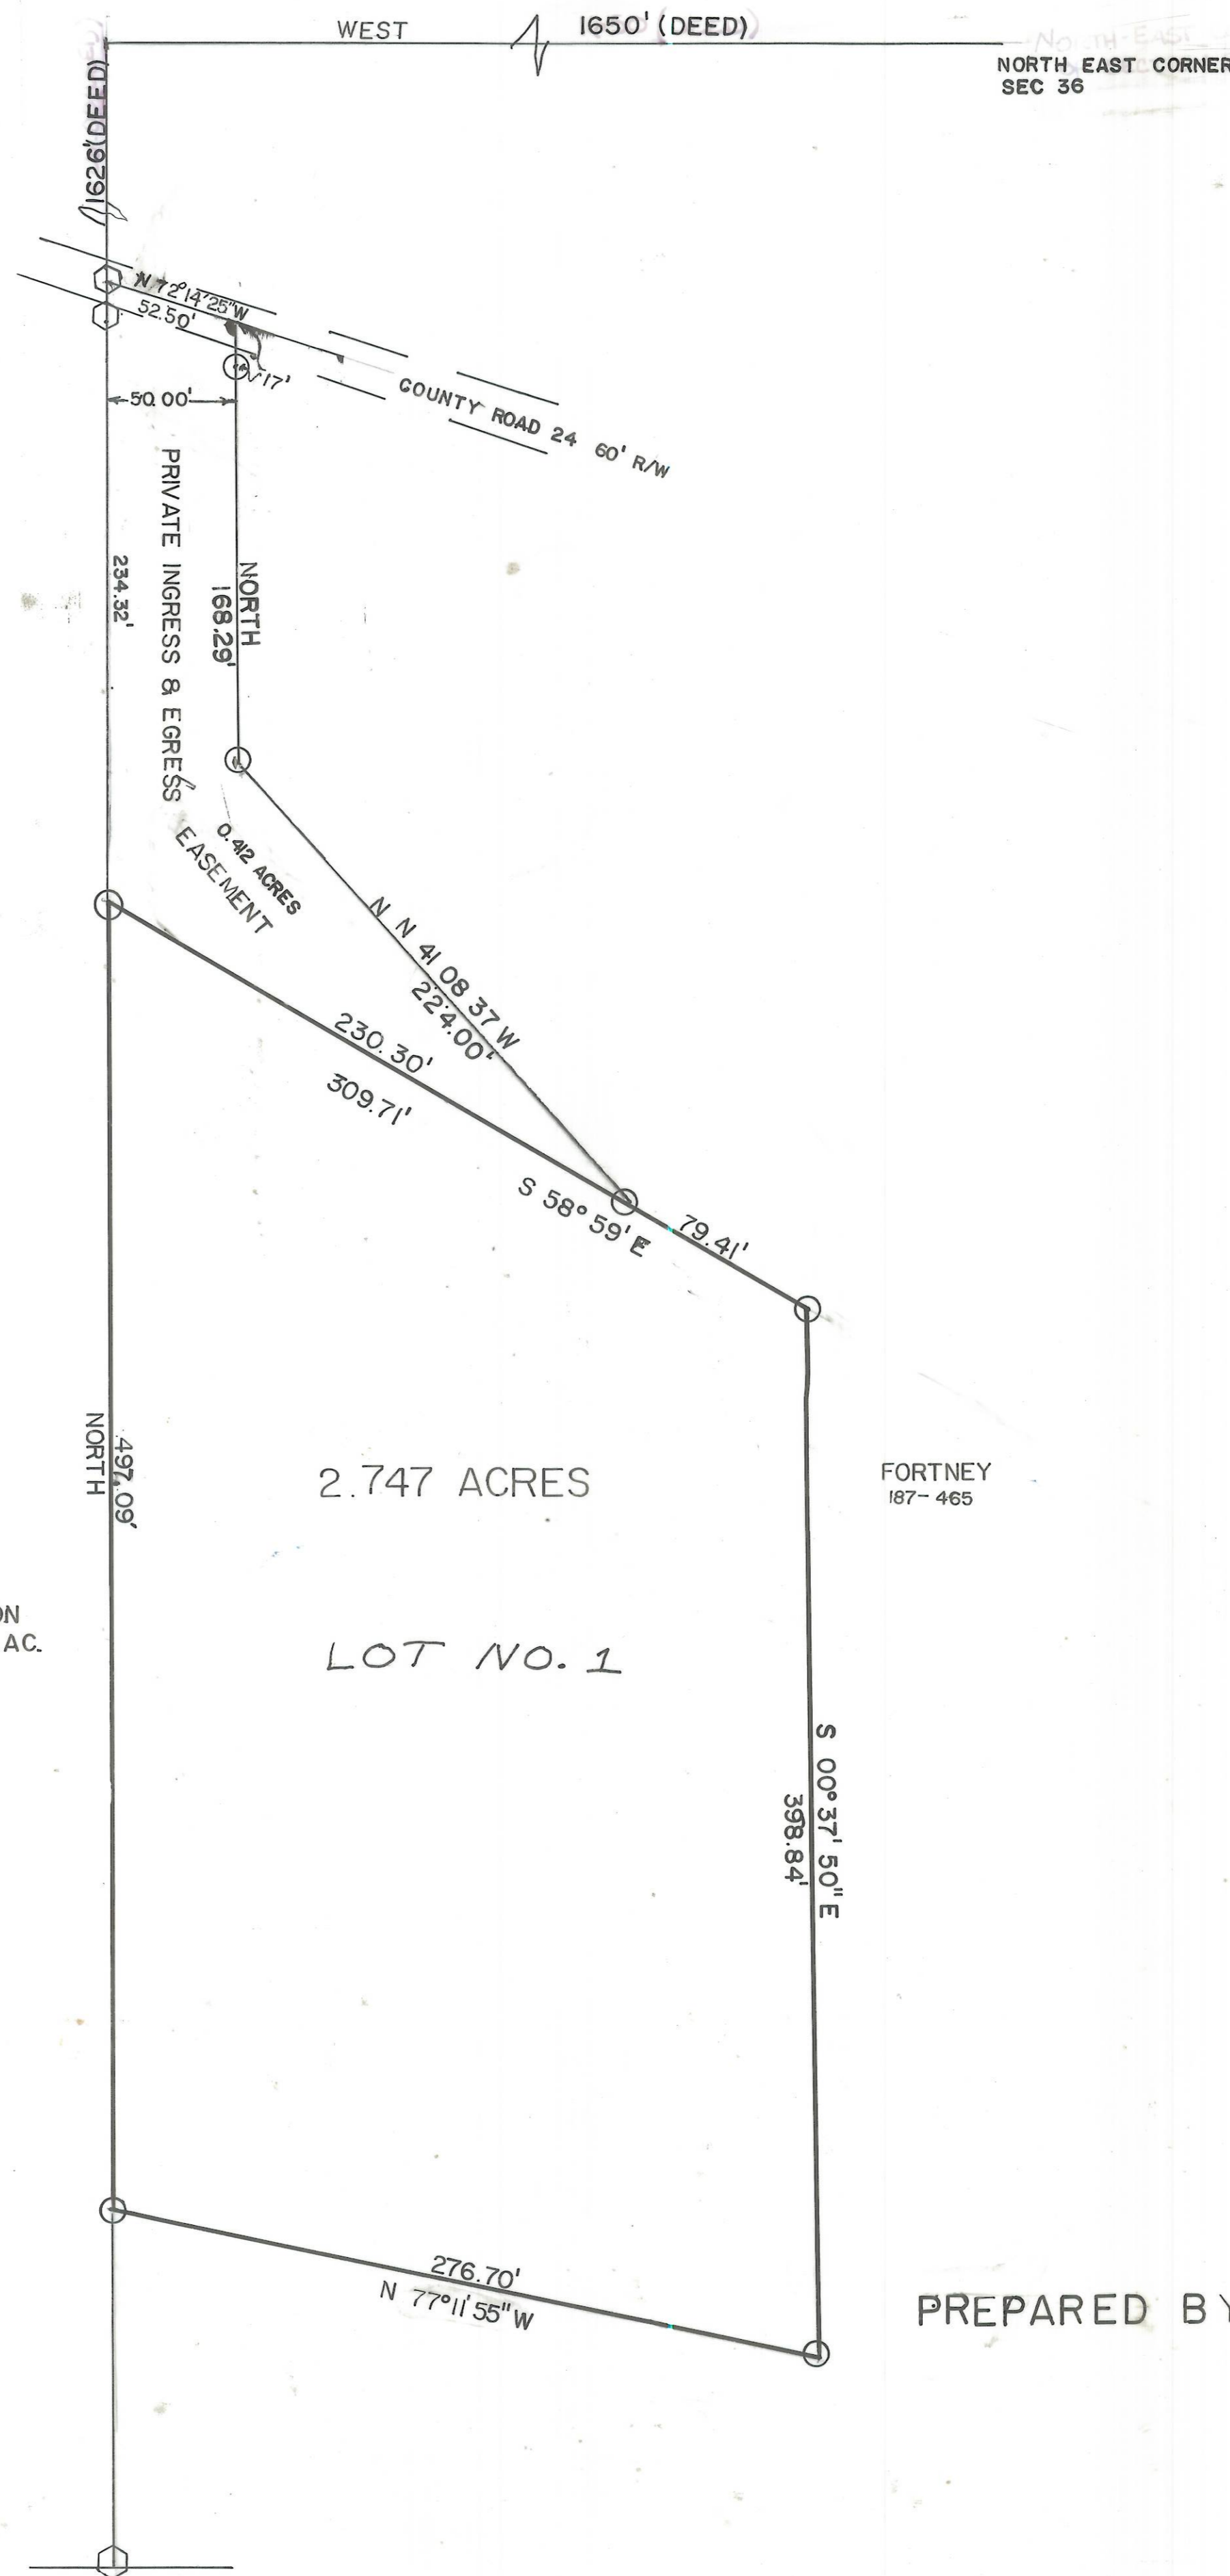 WEST
1650' (DEED)
NORTH EAST CORNER
SEC 36
1626'(DEED)
N 72°14'25"W
52.50'
17'
50.00'
COUNTY ROAD 24 60' R/W
PRIVATE INGRESS & EGRESS
EASEMENT
0.412 ACRES
234.32'
NORTH
168.29'
N N 41 08 37 W
224.00'
230.30'
309.71'
S 58° 59' E
79.41'
NORTH
497.09'
2.747 ACRES
FORTNEY
187-465
ON
AC.
LOT NO. 1
S 00° 37' 50" E
398.84'
276.70'
N 77°11'55"W
PREPARED BY